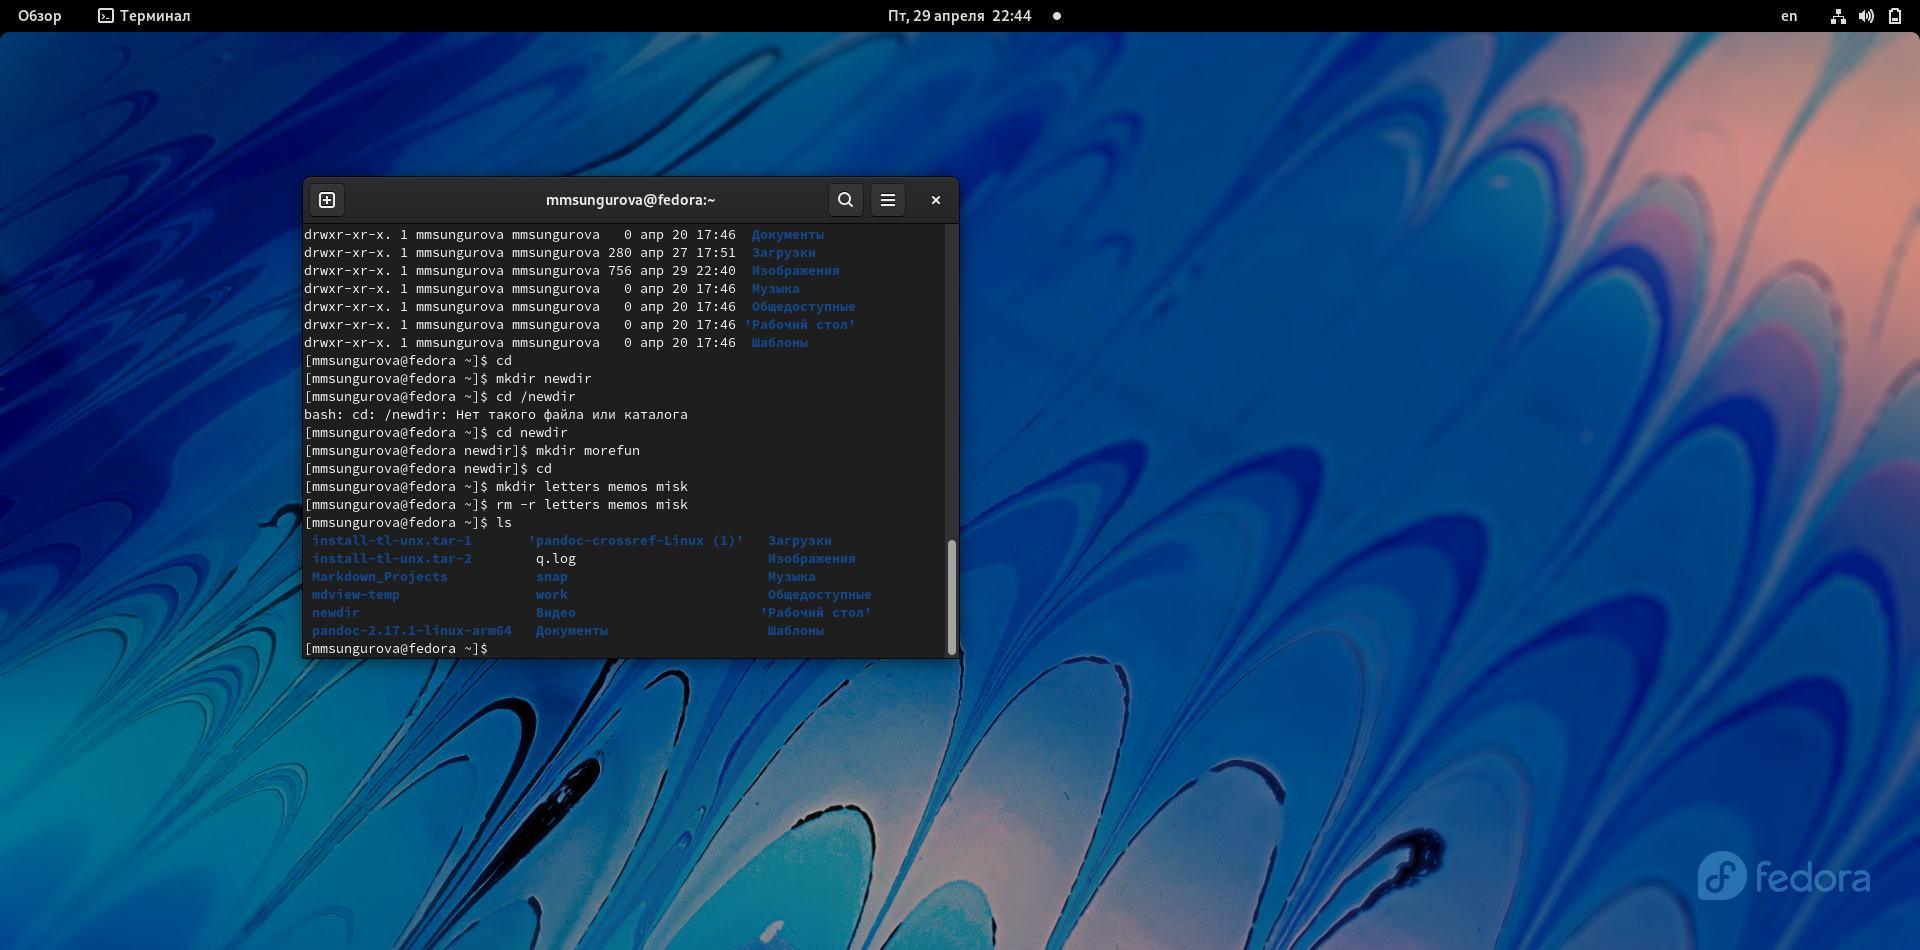 Обзор Терминал Пт, 29 апреля 22:44 en
mmsungurova@fedora:~
drwxr-xr-x. 1 mmsungurova mmsungurova   0 апр 20 17:46  Документы
drwxr-xr-x. 1 mmsungurova mmsungurova 280 апр 27 17:51  Загрузки
drwxr-xr-x. 1 mmsungurova mmsungurova 756 апр 29 22:40  Изображения
drwxr-xr-x. 1 mmsungurova mmsungurova   0 апр 20 17:46  Музыка
drwxr-xr-x. 1 mmsungurova mmsungurova   0 апр 20 17:46  Общедоступные
drwxr-xr-x. 1 mmsungurova mmsungurova   0 апр 20 17:46 'Рабочий стол'
drwxr-xr-x. 1 mmsungurova mmsungurova   0 апр 20 17:46  Шаблоны
[mmsungurova@fedora ~]$ cd
[mmsungurova@fedora ~]$ mkdir newdir
[mmsungurova@fedora ~]$ cd /newdir
bash: cd: /newdir: Нет такого файла или каталога
[mmsungurova@fedora ~]$ cd newdir
[mmsungurova@fedora newdir]$ mkdir morefun
[mmsungurova@fedora newdir]$ cd
[mmsungurova@fedora ~]$ mkdir letters memos misk
[mmsungurova@fedora ~]$ rm -r letters memos misk
[mmsungurova@fedora ~]$ ls
install-tl-unx.tar-1 'pandoc-crossref-Linux (1)' Загрузки
install-tl-unx.tar-2 q.log Изображения
Markdown_Projects snap Музыка
mdview-temp work Общедоступные
newdir Видео 'Рабочий стол'
pandoc-2.17.1-linux-arm64 Документы Шаблоны
[mmsungurova@fedora ~]$
fedora